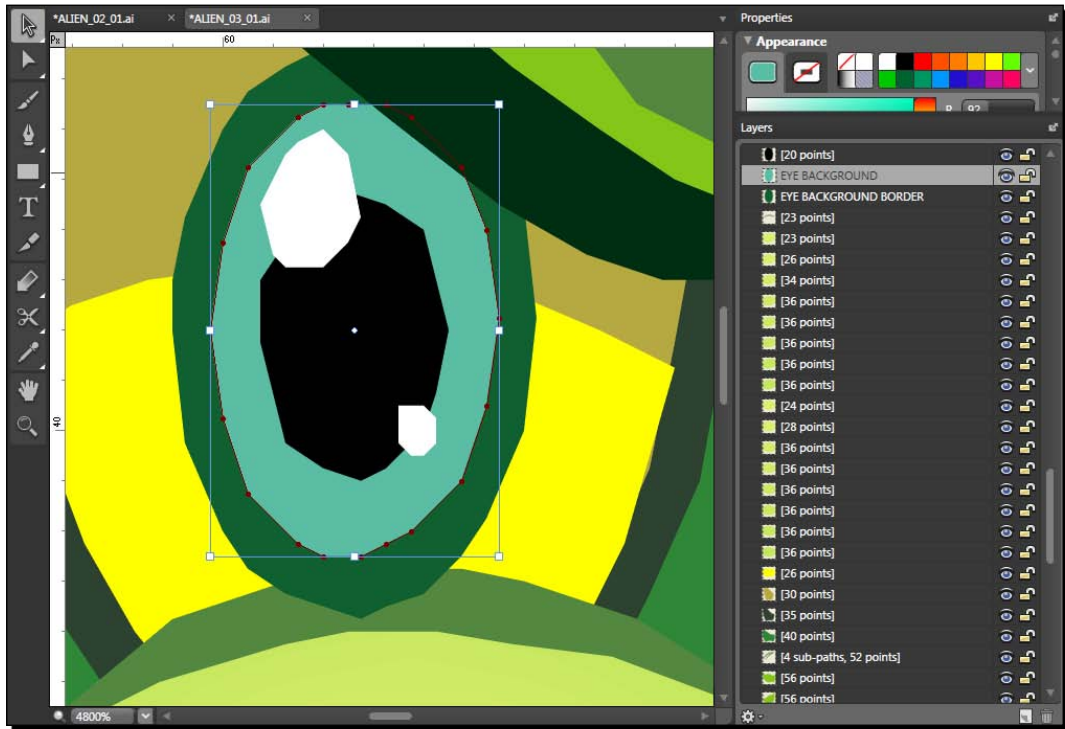 *ALIEN_02_01.ai × *ALIEN_03_01.ai ×
Properties
Px
60
Appearance
R 92
Layers
[20 points]
EYE BACKGROUND
EYE BACKGROUND BORDER
[23 points]
[23 points]
[26 points]
[34 points]
[36 points]
[36 points]
[36 points]
[36 points]
[36 points]
[24 points]
[28 points]
[36 points]
[36 points]
[36 points]
[36 points]
[36 points]
[36 points]
[26 points]
[30 points]
[35 points]
[40 points]
[4 sub-paths, 52 points]
[56 points]
[56 points]
T
40
4800%